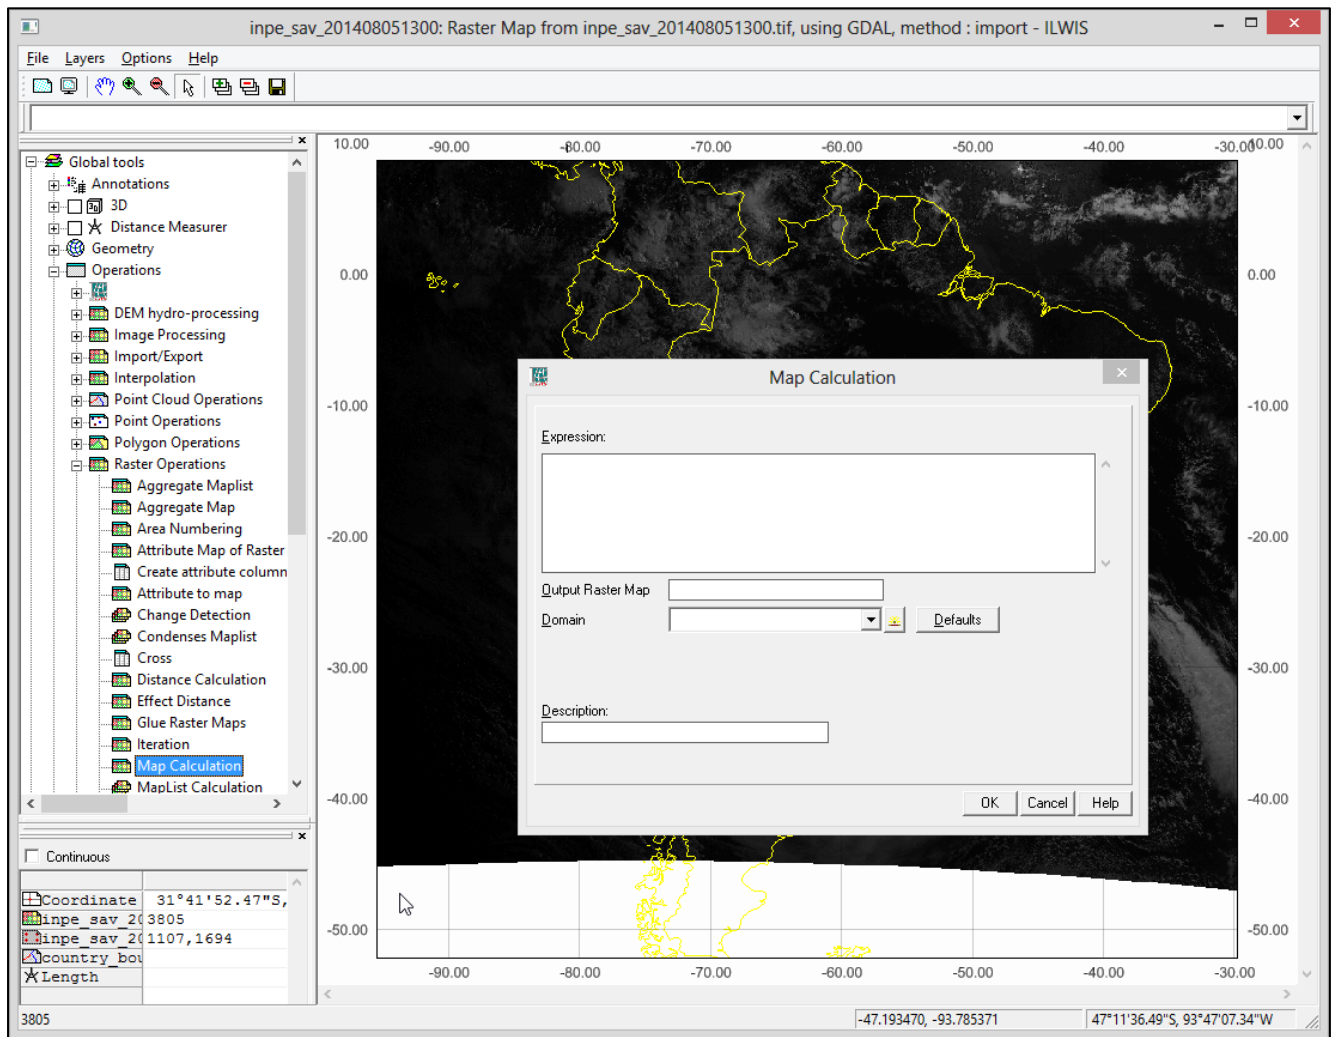 inpe_sav_201408051300: Raster Map from inpe_sav_201408051300.tif, using GDAL, method : import - ILWIS
File Layers Options Help
Global tools
Annotations
3D
Distance Measurer
Geometry
Operations
DEM hydro-processing
Image Processing
Import/Export
Interpolation
Point Cloud Operations
Point Operations
Polygon Operations
Raster Operations
Aggregate Maplist
Aggregate Map
Area Numbering
Attribute Map of Raster
Create attribute column
Attribute to map
Change Detection
Condenses Maplist
Cross
Distance Calculation
Effect Distance
Glue Raster Maps
Iteration
Map Calculation
MapList Calculation
Continuous
Coordinate 31°41'52.47"S,
inpe_sav_20 3805
inpe_sav_20 1107,1694
country_bou
Length
10.00 -90.00 -80.00 -70.00 -60.00 -50.00 -40.00 -30.00
0.00 0.00
-10.00 -10.00
-20.00 -20.00
-30.00 -30.00
-40.00 -40.00
-50.00 -50.00
-90.00 -80.00 -70.00 -60.00 -50.00 -40.00 -30.00
Map Calculation
Expression:
Output Raster Map
Domain
Defaults
Description:
OK Cancel Help
3805
-47.193470, -93.785371 47°11'36.49"S, 93°47'07.34"W